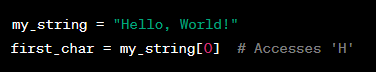 my_string = "Hello, World!"
first_char = my_string[0]  # Accesses 'H'